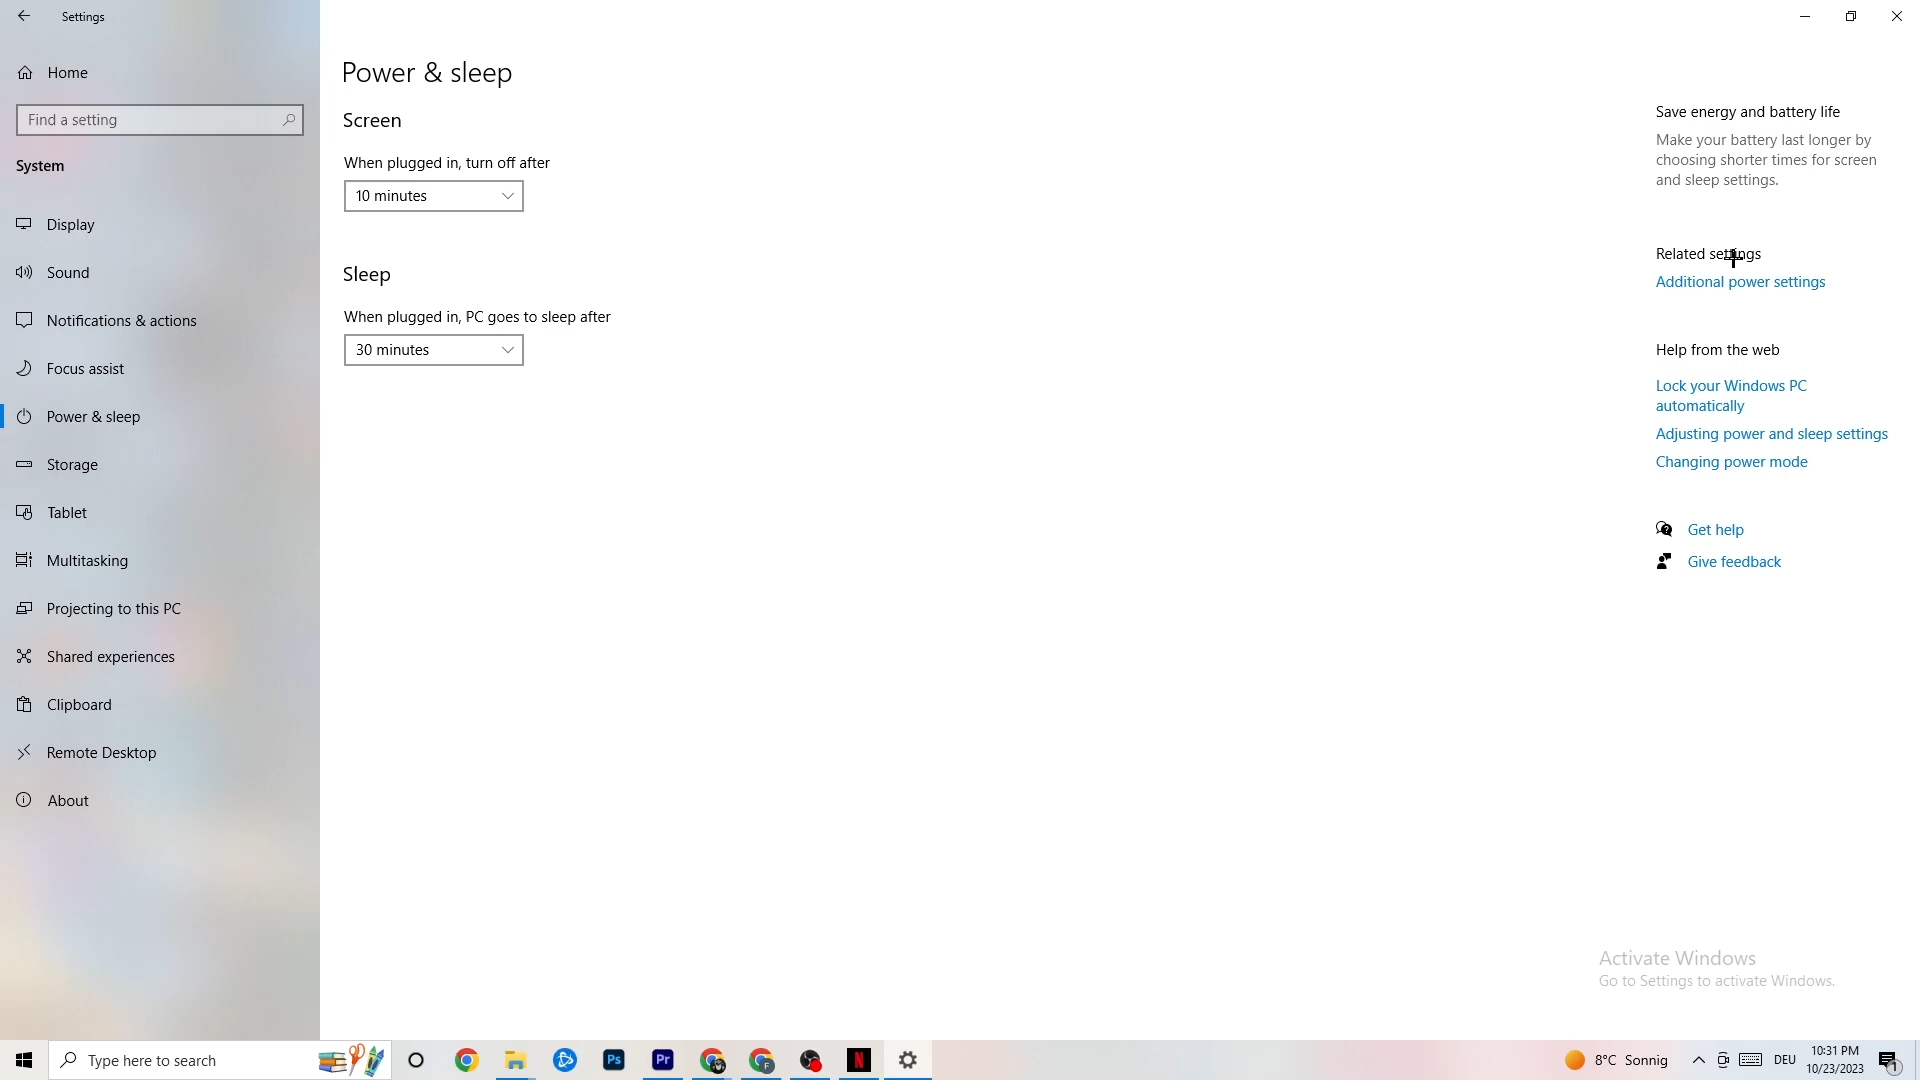 Settings
Home
Find a setting
System
Display
Sound
Notifications & actions
Focus assist
Power & sleep
Storage
Tablet
Multitasking
Projecting to this PC
Shared experiences
Clipboard
Remote Desktop
About
Power & sleep
Screen
When plugged in, turn off after
10 minutes
Sleep
When plugged in, PC goes to sleep after
30 minutes
Save energy and battery life
Make your battery last longer by
choosing shorter times for screen
and sleep settings.
Related settings
Additional power settings
Help from the web
Lock your Windows PC
automatically
Adjusting power and sleep settings
Changing power mode
Get help
Give feedback
Activate Windows
Go to Settings to activate Windows.
Type here to search
Ps
Pr
F
N
8°C Sonnig
DEU
10:31 PM
10/23/2023
1